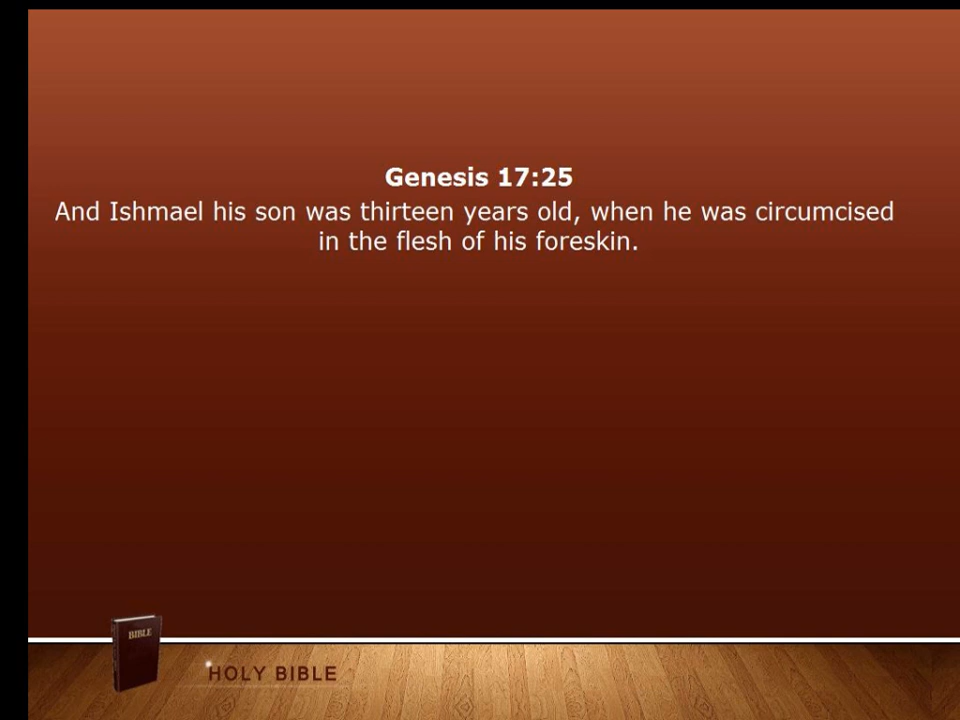 Genesis 17:25
And Ishmael his son was thirteen years old, when he was circumcised
in the flesh of his foreskin.
BIBLE
HOLY BIBLE